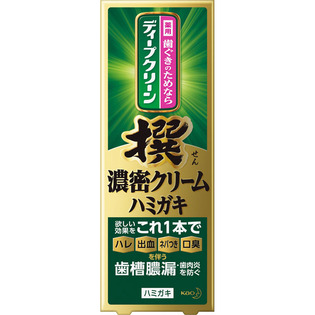 薬用 歯ぐきのためなら
ディープクリーン
撰
せん
濃密クリーム
ハミガキ
欲しい効果をこれ1本で
ハレ 出血 ネバつき 口臭
を伴う
歯槽膿漏・歯肉炎を防ぐ
ハミガキ
Kao